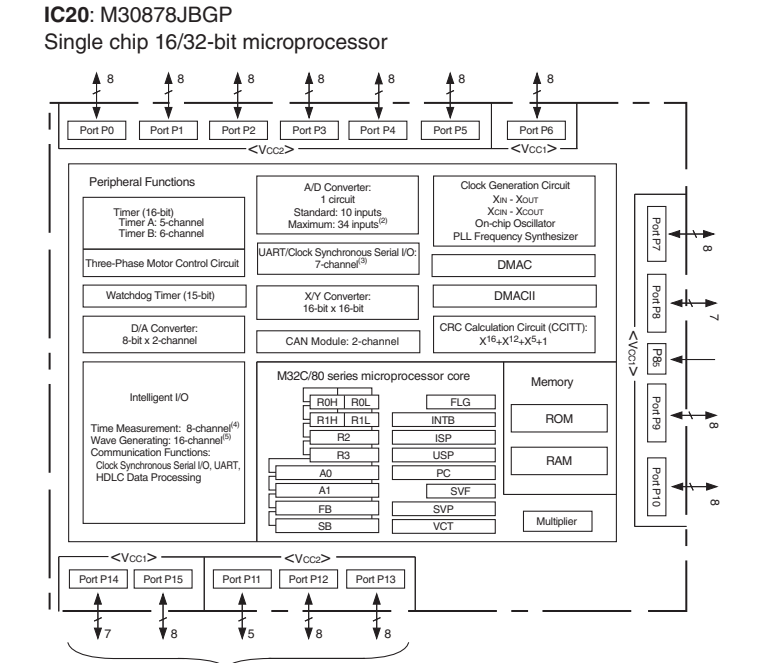 IC20: M30878JBGP
Single chip 16/32-bit microprocessor
8 8 8 8 8 8 8
Port P0 Port P1 Port P2 Port P3 Port P4 Port P5 Port P6
<VCC2> <VCC1>
Peripheral Functions
Timer (16-bit)
Timer A: 5-channel
Timer B: 6-channel
Three-Phase Motor Control Circuit
Watchdog Timer (15-bit)
D/A Converter:
8-bit x 2-channel
Intelligent I/O
Time Measurement: 8-channel(4)
Wave Generating: 16-channel(5)
Communication Functions:
Clock Synchronous Serial I/O, UART,
HDLC Data Processing
A/D Converter:
1 circuit
Standard: 10 inputs
Maximum: 34 inputs(2)
UART/Clock Synchronous Serial I/O:
7-channel(3)
X/Y Converter:
16-bit x 16-bit
CAN Module: 2-channel
Clock Generation Circuit
XIN - XOUT
XCIN - XCOUT
On-chip Oscillator
PLL Frequency Synthesizer
DMAC
DMACII
CRC Calculation Circuit (CCITT):
X16+X12+X5+1
M32C/80 series microprocessor core
R0H R0L
R1H R1L
R2
R3
A0
A1
FB
SB
FLG
INTB
ISP
USP
PC
SVF
SVP
VCT
Memory
ROM
RAM
Multiplier
<VCC1>
Port P7
8
Port P8
7
P85
Port P9
8
Port P10
8
<VCC1> <VCC2>
Port P14 Port P15 Port P11 Port P12 Port P13
7 8 5 8 8